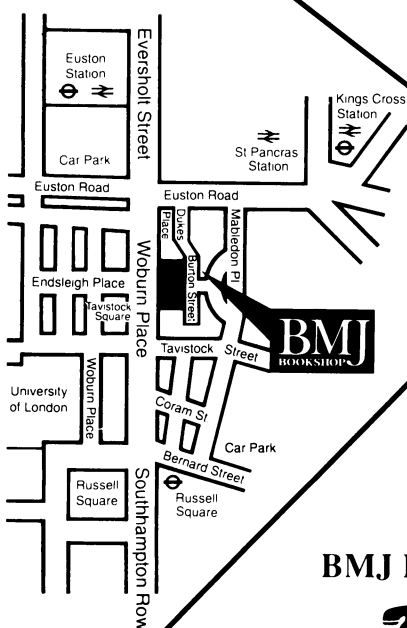 Euston
Station
Eversholt Street
Kings Cross
Station
St Pancras
Station
Car Park
Euston Road
Euston Road
Dukes
Place
Mabledon Pl
Burton Street
Woburn Place
Endsleigh Place
Tavistock
Square
BMJ
BOOKSHOP
Tavistock Street
University
of London
Woburn Place
Coram St
Car Park
Bernard Street
Russell
Square
Russell
Square
Southhampton Row
BMJ